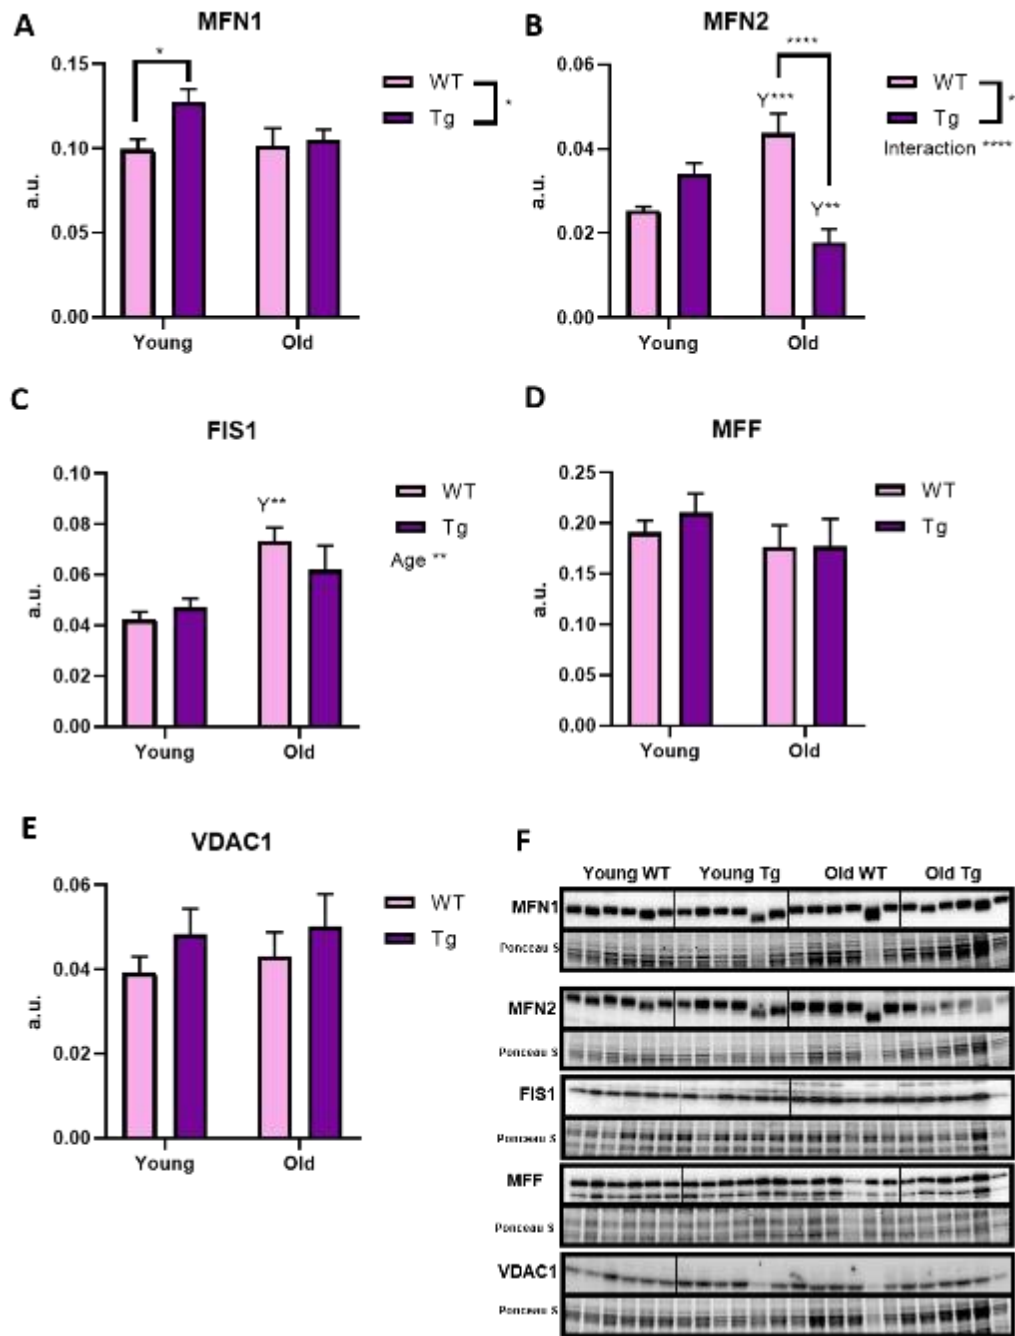 A
MFN1
*
0.15
0.10
0.05
0.00
a.u.
Young
Old
WT
Tg
*
B
MFN2
****
Y***
Y**
0.06
0.04
0.02
0.00
a.u.
Young
Old
WT
Tg
*
Interaction ****
C
FIS1
Y**
0.10
0.08
0.06
0.04
0.02
0.00
a.u.
Young
Old
WT
Tg
Age **
D
MFF
0.25
0.20
0.15
0.10
0.05
0.00
a.u.
Young
Old
WT
Tg
E
VDAC1
0.06
0.04
0.02
0.00
a.u.
Young
Old
WT
Tg
F
Young WT Young Tg Old WT Old Tg
MFN1
Ponceau S
MFN2
Ponceau S
FIS1
Ponceau S
MFF
Ponceau S
VDAC1
Ponceau S